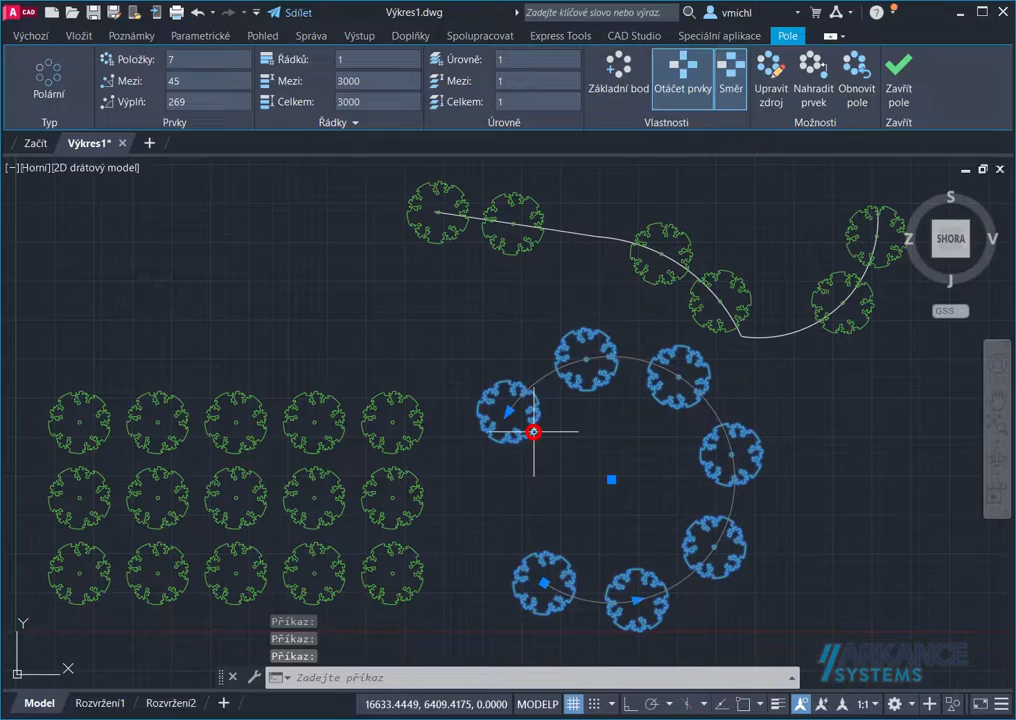 A CAD
Sdílet
Výkres1.dwg
Zadejte klíčové slovo nebo výraz.
vmichl
Výchozí Vložit Poznámky Parametrické Pohled Správa Výstup Doplňky Spolupracovat Express Tools CAD Studio Speciální aplikace Pole
Polární
Typ
Položky: 7
Mezi: 45
Výplň: 269
Prvky
Řádků: 1
Mezi: 3000
Celkem: 3000
Řádky
Úrovně: 1
Mezi: 1
Celkem: 1
Úrovně
Základní bod Otáčet prvky Směr
Vlastnosti
Upravit zdroj
Nahradit prvek
Obnovit pole
Možnosti
Zavřít pole
Zavřít
Začít Výkres1*
[−][Horní][2D drátový model]
S
Z SHORA V
J
GSS
Y
X
Příkaz:
Příkaz:
Příkaz:
Zadejte příkaz
ARKANCE
SYSTEMS
Model Rozvržení1 Rozvržení2
16633.4449, 6409.4175, 0.0000 MODELP 1:1